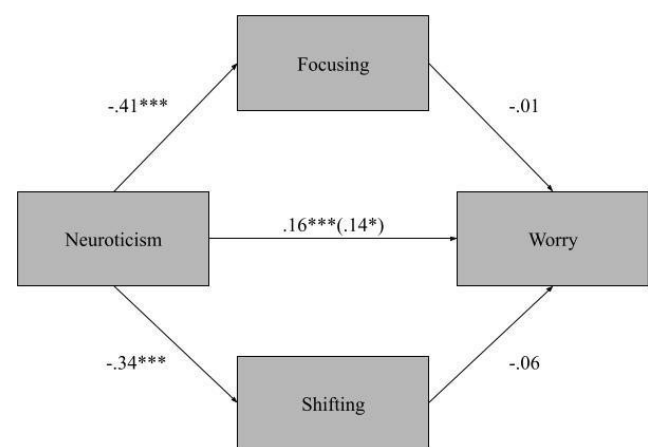 Focusing
-.41***
-.01
Neuroticism
.16***(.14*)
Worry
-.34***
-.06
Shifting